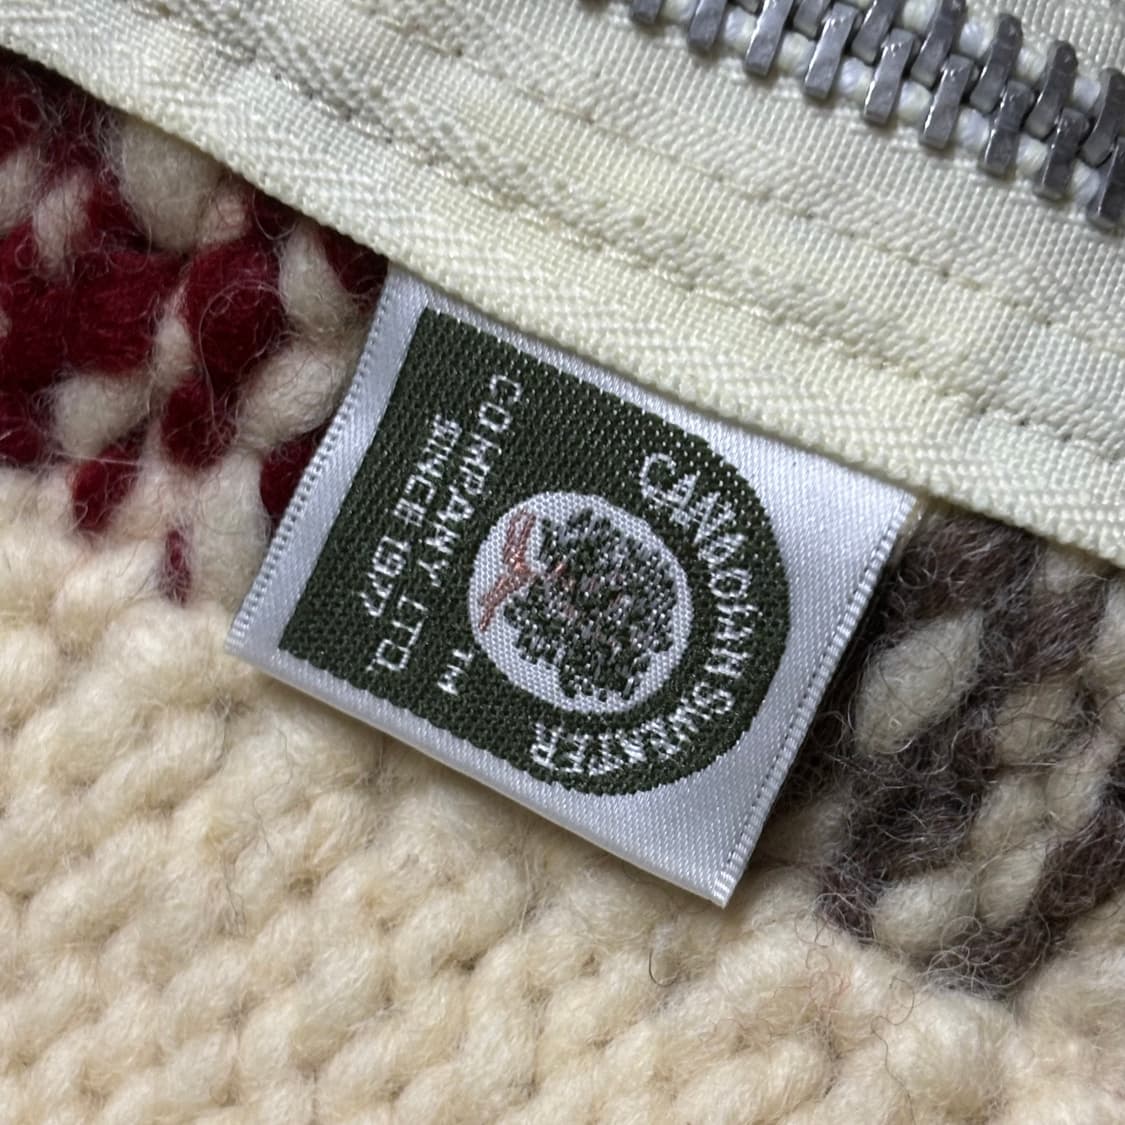 CANADIAN SWEATER
TM
COMPANY LTD.
SINCE 1977